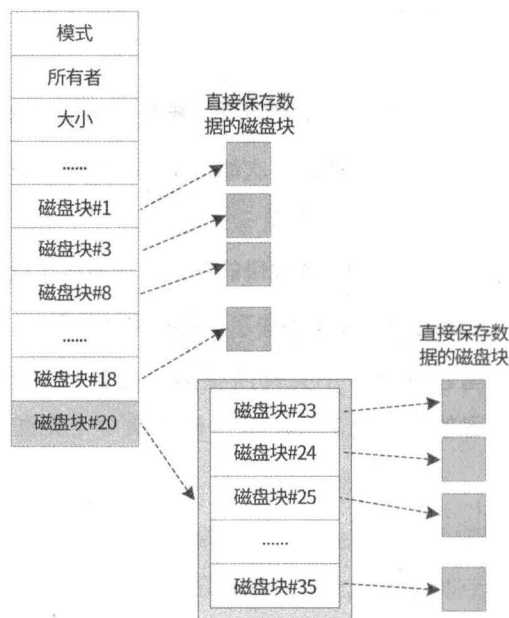 模式
所有者
大小
......
磁盘块#1
磁盘块#3
磁盘块#8
......
磁盘块#18
磁盘块#20
直接保存数
据的磁盘块
磁盘块#23
磁盘块#24
磁盘块#25
......
磁盘块#35
直接保存数
据的磁盘块